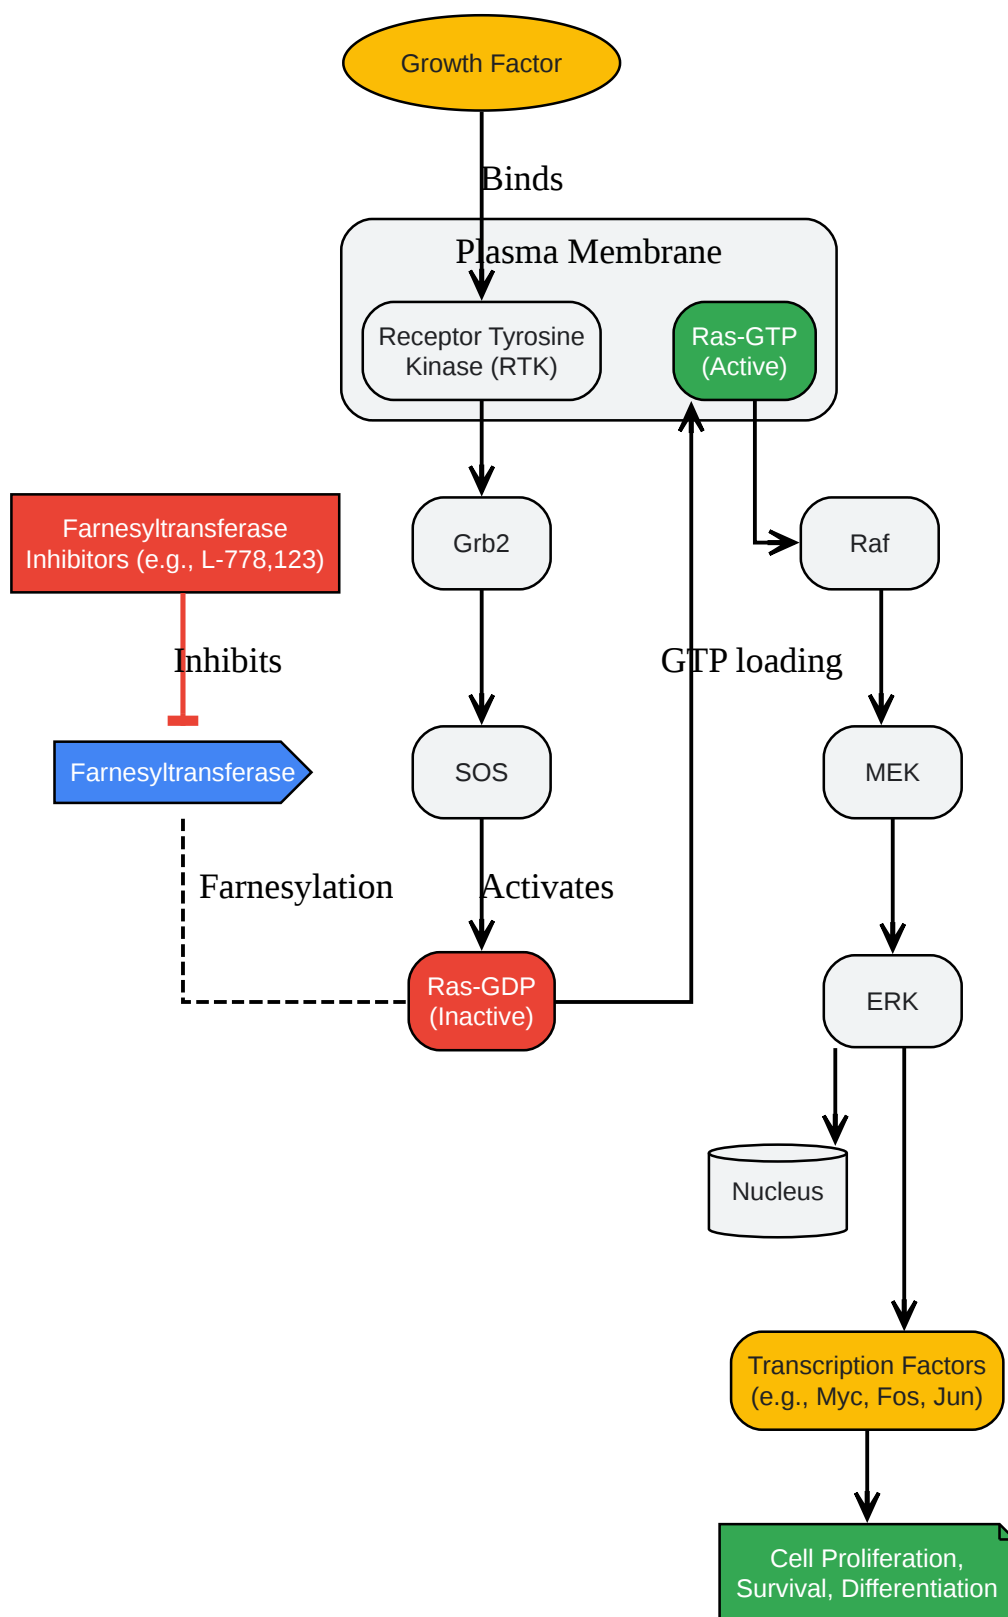 Growth Factor
Binds
Plasma Membrane
Receptor Tyrosine
Kinase (RTK)
Ras-GTP
(Active)
Farnesyltransferase
Inhibitors (e.g., L-778,123)
Grb2
Raf
Inhibits
GTP loading
Farnesyltransferase
SOS
MEK
Farnesylation
Activates
Ras-GDP
(Inactive)
ERK
Nucleus
Transcription Factors
(e.g., Myc, Fos, Jun)
Cell Proliferation,
Survival, Differentiation